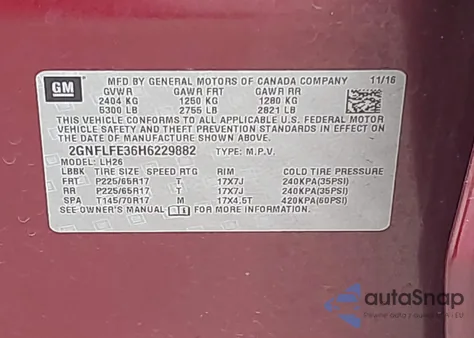 GM
MFD BY GENERAL MOTORS OF CANADA COMPANY 11/16
GVWR GAWR FRT GAWR RR
2404 KG 1250 KG 1280 KG
5300 LB 2755 LB 2821 LB
THIS VEHICLE CONFORMS TO ALL APPLICABLE U.S. FEDERAL MOTOR
VEHICLE SAFETY, BUMPER, AND THEFT PREVENTION STANDARDS IN EFFECT ON
THE DATE OF MANUFACTURE SHOWN ABOVE.
2GNFLFE36H6229882 TYPE: M.P.V.
MODEL: LH26
LBBK TIRE SIZE SPEED RTG RIM COLD TIRE PRESSURE
FRT P225/65R17 T 17X7J 240KPA(35PSI)
RR P225/65R17 T 17X7J 240KPA(35PSI)
SPA T145/70R17 M 17X4.5T 420KPA(60PSI)
SEE OWNER'S MANUAL FOR MORE INFORMATION.
autoSnap